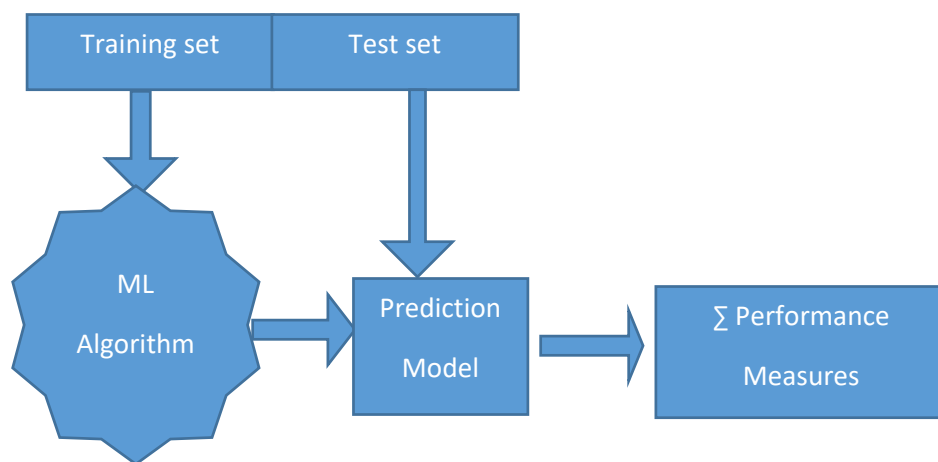 Training set
Test set
ML
Algorithm
Prediction
Model
∑ Performance
Measures